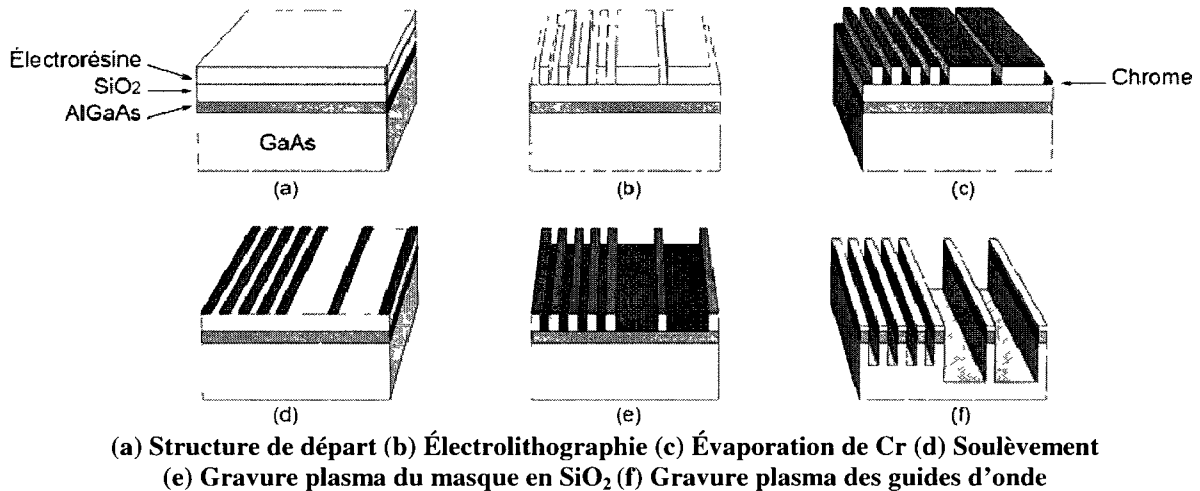 Électrorésine
SiO₂
AlGaAs
GaAs
Chrome
(a)
(b)
(c)
(d)
(e)
(f)
(a) Structure de départ (b) Électrolithographie (c) Évaporation de Cr (d) Soulèvement
(e) Gravure plasma du masque en SiO₂ (f) Gravure plasma des guides d'onde